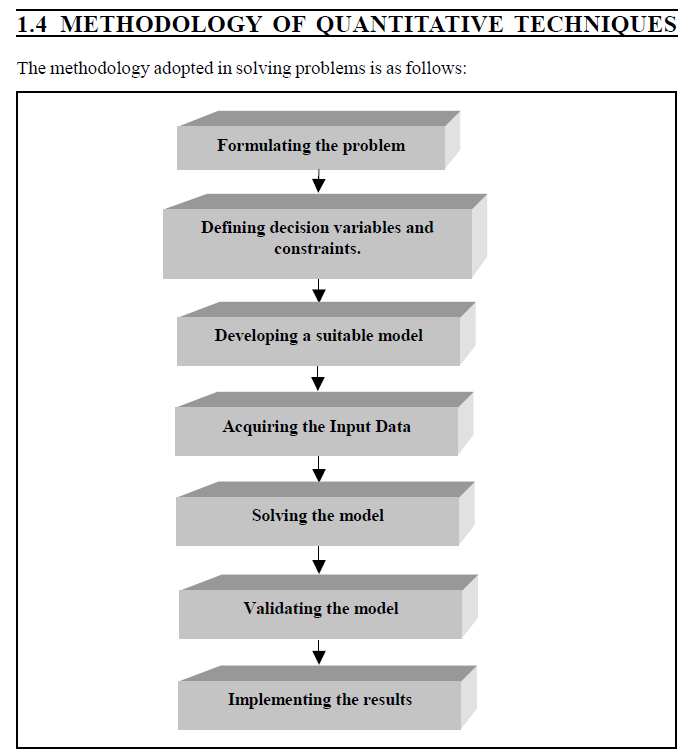 1.4 METHODOLOGY OF QUANTITATIVE TECHNIQUES
The methodology adopted in solving problems is as follows:
Formulating the problem
Defining decision variables and
constraints.
Developing a suitable model
Acquiring the Input Data
Solving the model
Validating the model
Implementing the results